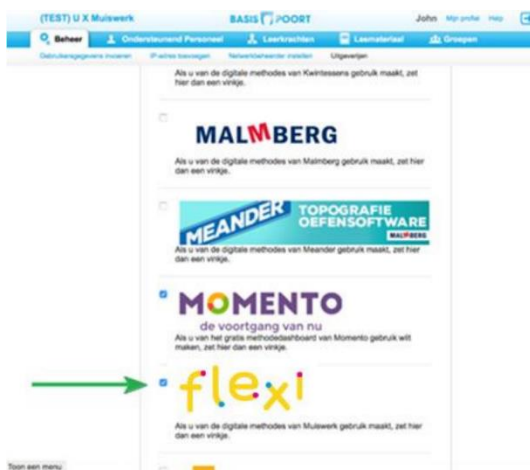 (TEST) U X Muiswerk BASISPOORT John Mijn profiel Help
Beheer Ondersteunend Personeel Leerkrachten Lesmateriaal Groepen
Gebruikersgegevens invoeren IP-adres toevoegen Netwerkbeheerder instellen Uitgeverijen
Als u van de digitale methodes van Kwintessens gebruik maakt, zet
hier dan een vinkje.
MALMBERG
Als u van de digitale methodes van Malmberg gebruik maakt, zet hier
dan een vinkje.
MEANDER TOPOGRAFIE
OEFENSOFTWARE
MALMBERG
Als u van de digitale methodes van Meander gebruik maakt, zet hier
dan een vinkje.
MOMENTO
de voortgang van nu
Als u van het gratis methodedashboard van Momento gebruik wilt
maken, zet hier dan een vinkje.
flexi
Als u van de digitale methodes van Muiswerk gebruik maakt, zet hier
dan een vinkje.
Toon een menu